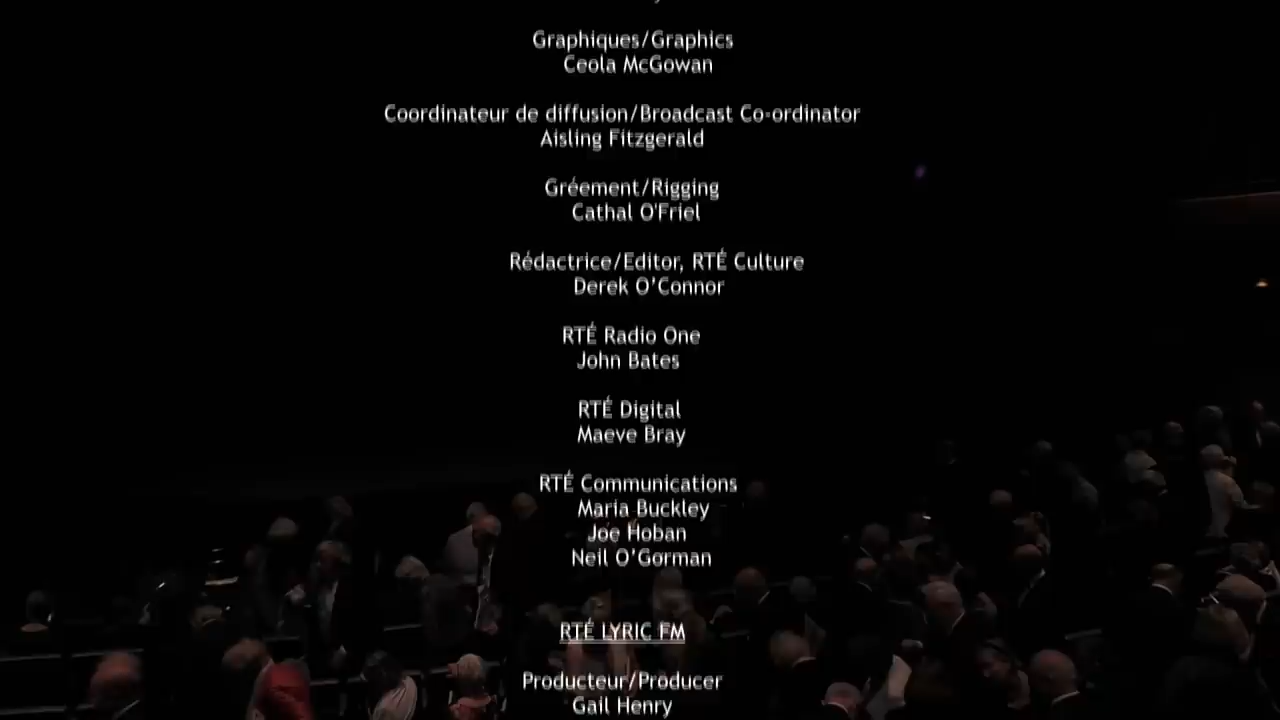 Graphiques/Graphics
Ceola McGowan
Coordinateur de diffusion/Broadcast Co-ordinator
Aisling Fitzgerald
Gréement/Rigging
Cathal O'Friel
Rédactrice/Editor, RTÉ Culture
Derek O’Connor
RTÉ Radio One
John Bates
RTÉ Digital
Maeve Bray
RTÉ Communications
Maria Buckley
Joe Hoban
Neil O’Gorman
RTÉ LYRIC FM
Producteur/Producer
Gail Henry